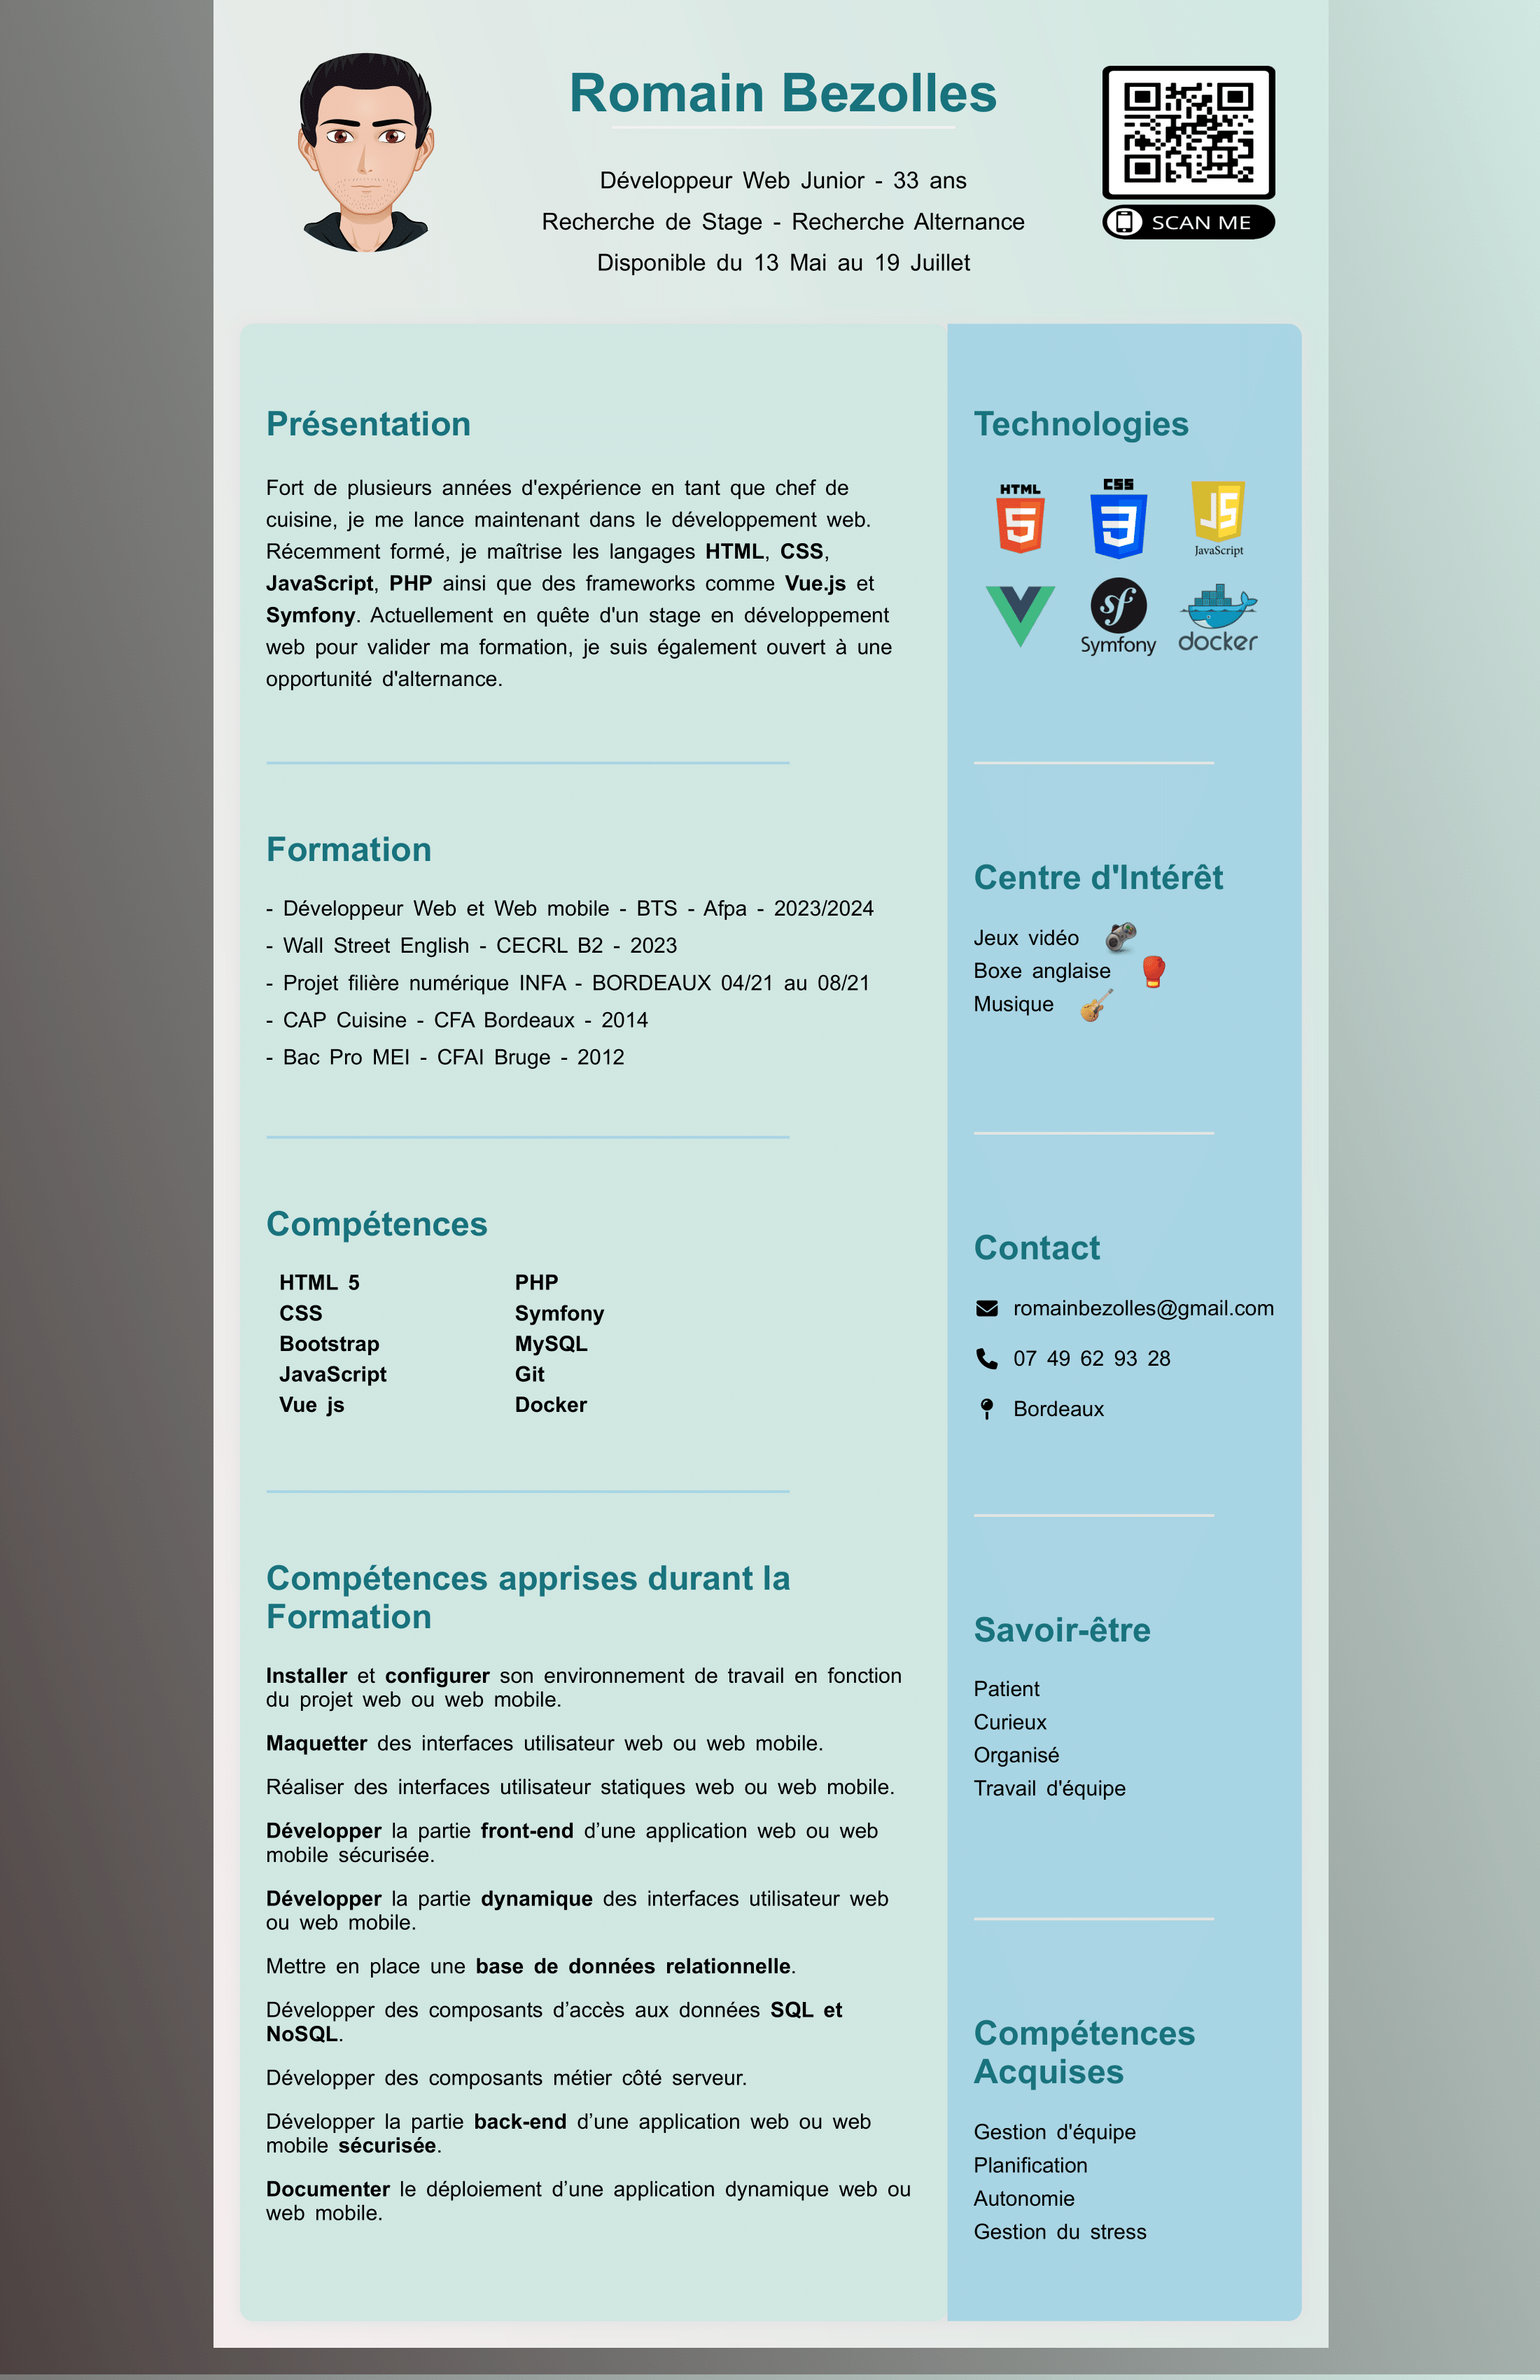 Romain Bezolles
Développeur Web Junior - 33 ans
Recherche de Stage - Recherche Alternance
Disponible du 13 Mai au 19 Juillet
SCAN ME
Présentation
Fort de plusieurs années d'expérience en tant que chef de
cuisine, je me lance maintenant dans le développement web.
Récemment formé, je maîtrise les langages HTML, CSS,
JavaScript, PHP ainsi que des frameworks comme Vue.js et
Symfony. Actuellement en quête d'un stage en développement
web pour valider ma formation, je suis également ouvert à une
opportunité d'alternance.
Formation
- Développeur Web et Web mobile - BTS - Afpa - 2023/2024
- Wall Street English - CECRL B2 - 2023
- Projet filière numérique INFA - BORDEAUX 04/21 au 08/21
- CAP Cuisine - CFA Bordeaux - 2014
- Bac Pro MEI - CFAI Bruge - 2012
Compétences
HTML 5
CSS
Bootstrap
JavaScript
Vue js
PHP
Symfony
MySQL
Git
Docker
Compétences apprises durant la
Formation
Installer et configurer son environnement de travail en fonction
du projet web ou web mobile.
Maquetter des interfaces utilisateur web ou web mobile.
Réaliser des interfaces utilisateur statiques web ou web mobile.
Développer la partie front-end d’une application web ou web
mobile sécurisée.
Développer la partie dynamique des interfaces utilisateur web
ou web mobile.
Mettre en place une base de données relationnelle.
Développer des composants d’accès aux données SQL et
NoSQL.
Développer des composants métier côté serveur.
Développer la partie back-end d’une application web ou web
mobile sécurisée.
Documenter le déploiement d’une application dynamique web ou
web mobile.
Technologies
HTML
5
CSS
3
JS
JavaScript
sf
Symfony
docker
Centre d'Intérêt
Jeux vidéo
Boxe anglaise
Musique
Contact
romainbezolles@gmail.com
07 49 62 93 28
Bordeaux
Savoir-être
Patient
Curieux
Organisé
Travail d'équipe
Compétences
Acquises
Gestion d'équipe
Planification
Autonomie
Gestion du stress